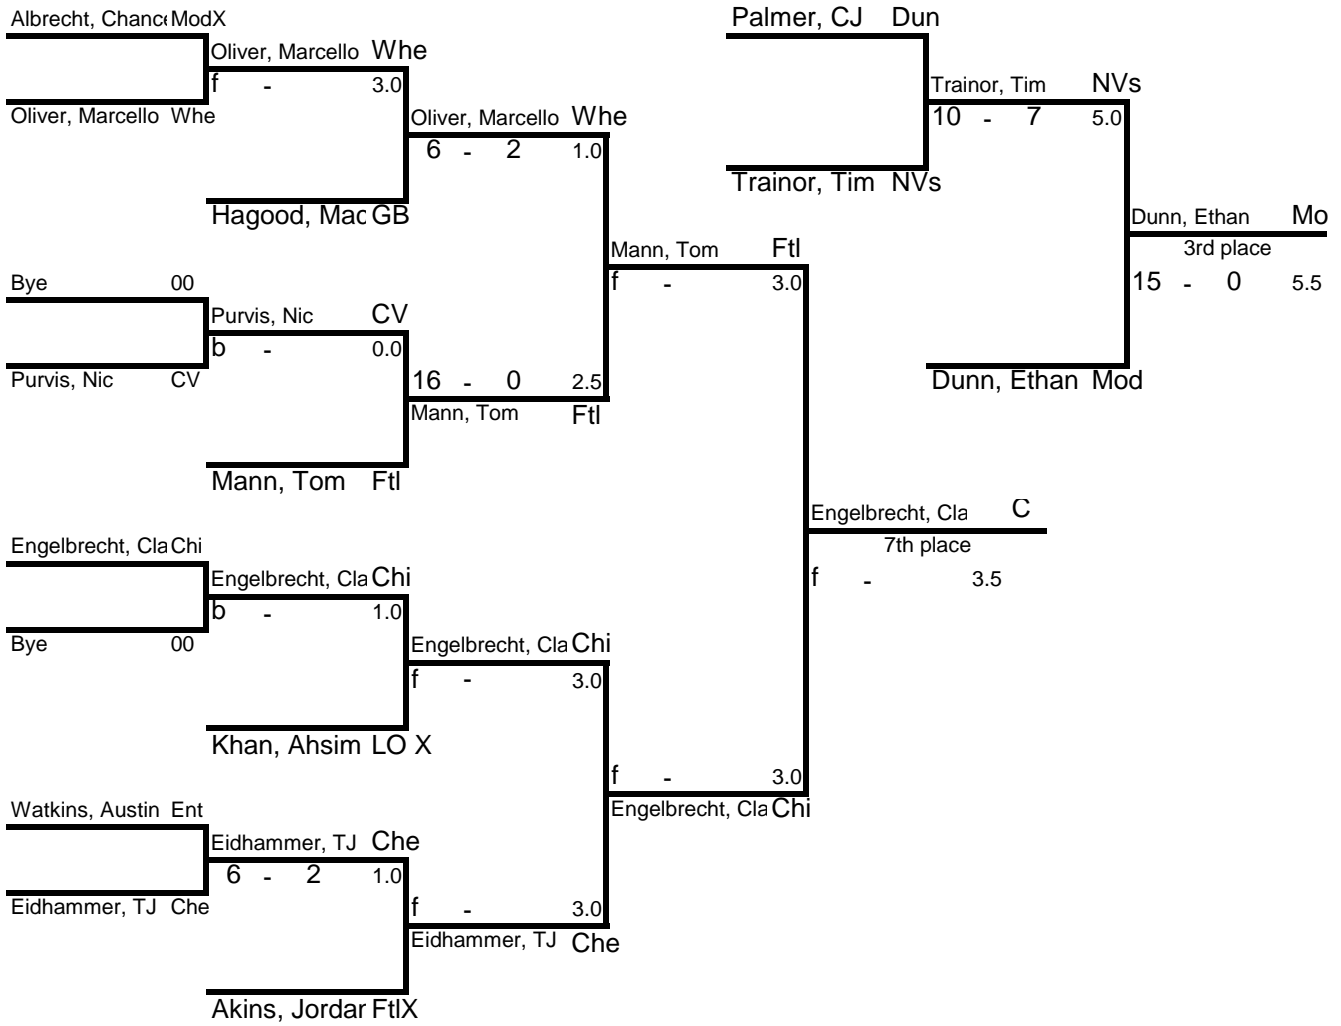 Albrecht, Chance ModX
Oliver, Marcello Whe
f - 3.0
Oliver, Marcello Whe
Oliver, Marcello Whe
6 - 2 1.0
Hagood, Mac GB
Mann, Tom Ftl
f - 3.0
Bye 00
Purvis, Nic CV
b - 0.0
Purvis, Nic CV
16 - 0 2.5
Mann, Tom Ftl
Mann, Tom Ftl
Engelbrecht, Cla C
7th place
f - 3.5
Engelbrecht, Cla Chi
Engelbrecht, Cla Chi
b - 1.0
Bye 00
Engelbrecht, Cla Chi
f - 3.0
Khan, Ahsim LO X
f - 3.0
Engelbrecht, Cla Chi
Watkins, Austin Ent
Eidhammer, TJ Che
6 - 2 1.0
Eidhammer, TJ Che
f - 3.0
Eidhammer, TJ Che
Akins, Jordan FtlX
Palmer, CJ Dun
Trainor, Tim NVs
10 - 7 5.0
Trainor, Tim NVs
Dunn, Ethan Mo
3rd place
15 - 0 5.5
Dunn, Ethan Mod